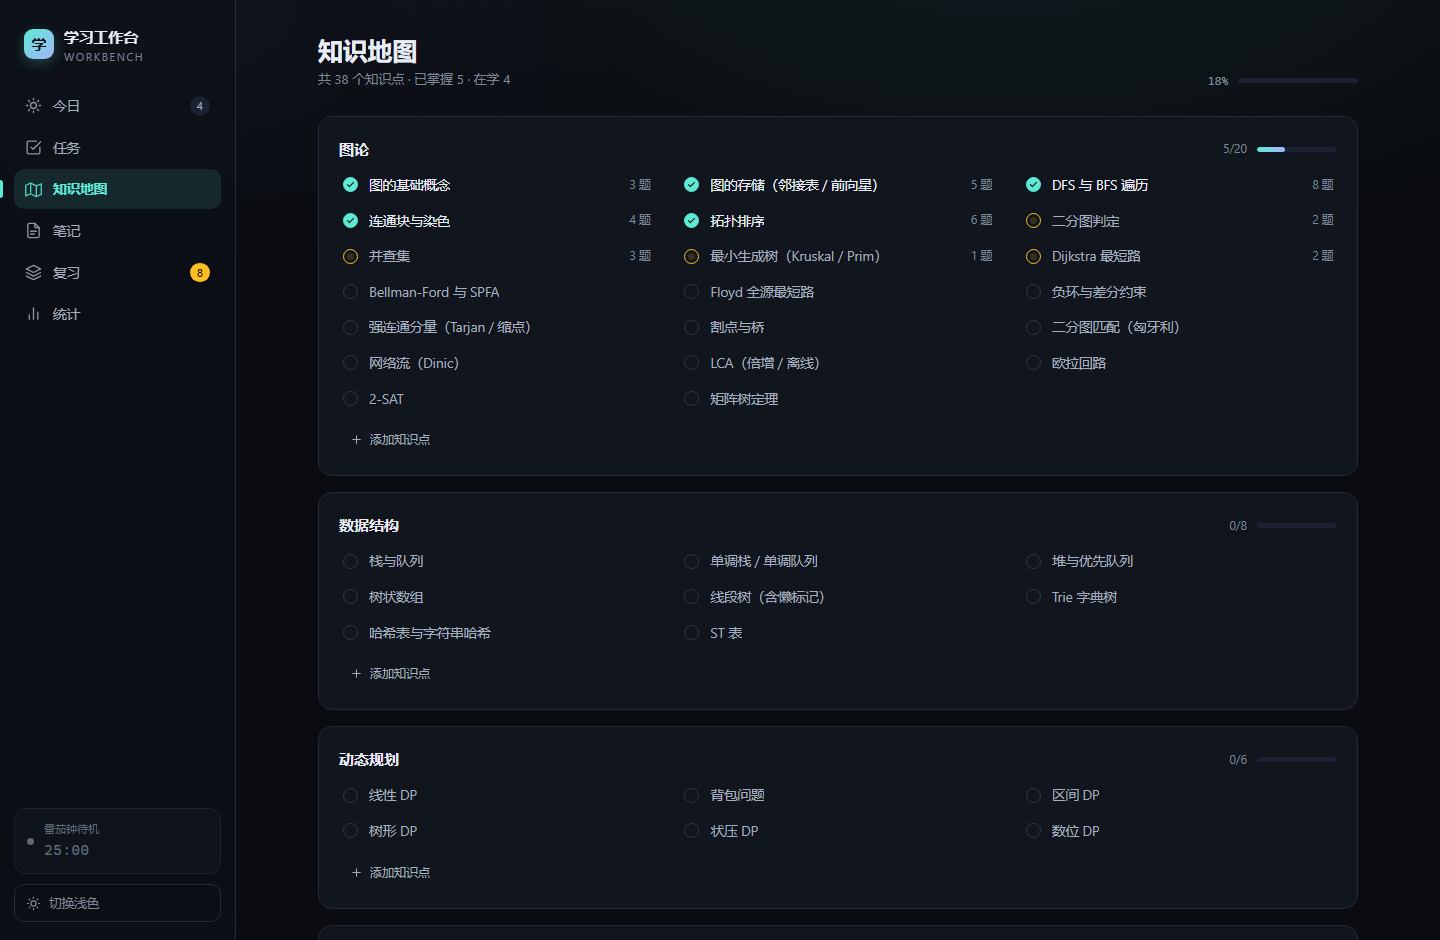 学
学习工作台
WORKBENCH
今日 4
任务
知识地图
笔记
复习 8
统计
番茄钟待机
25:00
切换浅色
知识地图
共 38 个知识点 · 已掌握 5 · 在学 4
18%
图论 5/20
图的基础概念 3 题 图的存储（邻接表 / 前向星） 5 题 DFS 与 BFS 遍历 8 题
连通块与染色 4 题 拓扑排序 6 题 二分图判定 2 题
并查集 3 题 最小生成树（Kruskal / Prim） 1 题 Dijkstra 最短路 2 题
Bellman-Ford 与 SPFA Floyd 全源最短路 负环与差分约束
强连通分量（Tarjan / 缩点） 割点与桥 二分图匹配（匈牙利）
网络流（Dinic） LCA（倍增 / 离线） 欧拉回路
2-SAT 矩阵树定理
+ 添加知识点
数据结构 0/8
栈与队列 单调栈 / 单调队列 堆与优先队列
树状数组 线段树（含懒标记） Trie 字典树
哈希表与字符串哈希 ST 表
+ 添加知识点
动态规划 0/6
线性 DP 背包问题 区间 DP
树形 DP 状压 DP 数位 DP
+ 添加知识点